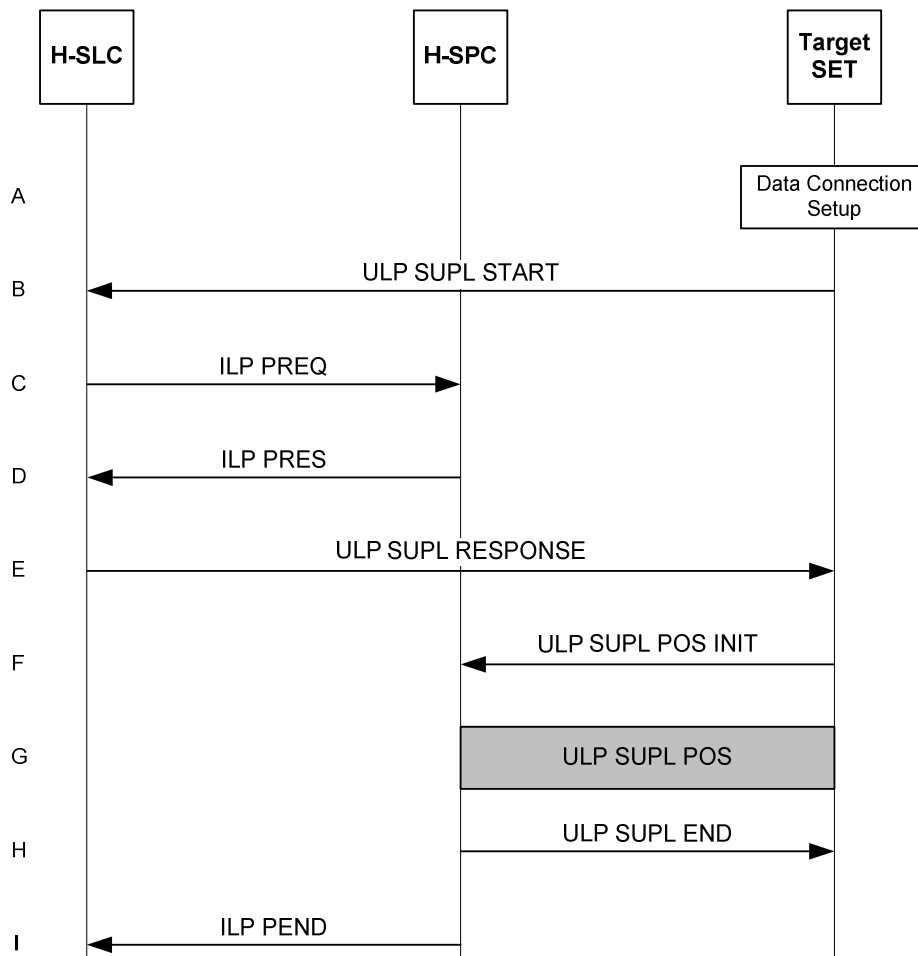 H-SLC
H-SPC
Target
SET
A
Data Connection
Setup
B
ULP SUPL START
C
ILP PREQ
D
ILP PRES
E
ULP SUPL RESPONSE
F
ULP SUPL POS INIT
G
ULP SUPL POS
H
ULP SUPL END
I
ILP PEND